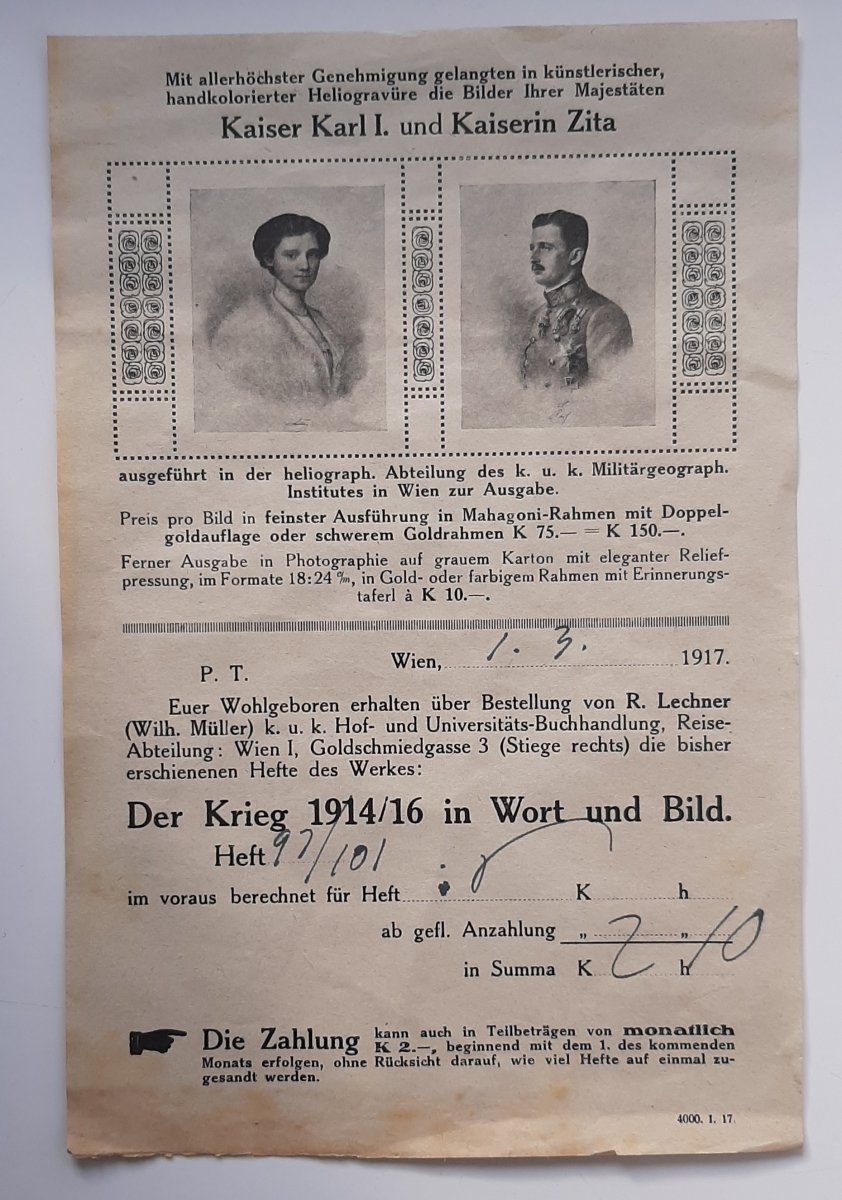 Mit allerhöchster Genehmigung gelangten in künstlerischer,
handkolorierter Heliogravüre die Bilder Ihrer Majestäten
Kaiser Karl I. und Kaiserin Zita
ausgeführt in der heliograph. Abteilung des k. u. k. Militärgeograph.
Institutes in Wien zur Ausgabe.
Preis pro Bild in feinster Ausführung in Mahagoni-Rahmen mit Doppel-
goldauflage oder schwerem Goldrahmen K 75.— = K 150.—.
Ferner Ausgabe in Photographie auf grauem Karton mit eleganter Relief-
pressung, im Formate 18:24 cm, in Gold- oder farbigem Rahmen mit Erinnerungs-
taferl à K 10.—.
Wien, 1. 3. 1917.
P. T.
Euer Wohlgeboren erhalten über Bestellung von R. Lechner
(Wilh. Müller) k. u. k. Hof- und Universitäts-Buchhandlung, Reise-
Abteilung: Wien I, Goldschmiedgasse 3 (Stiege rechts) die bisher
erschienenen Hefte des Werkes:
Der Krieg 1914/16 in Wort und Bild.
Heft 97/101
im voraus berechnet für Heft K h
ab gefl. Anzahlung „ „
in Summa K 2 h 10
Die Zahlung kann auch in Teilbeträgen von monatlich
K 2.—, beginnend mit dem 1. des kommenden
Monats erfolgen, ohne Rücksicht darauf, wie viel Hefte auf einmal zu-
gesandt werden.
4000. 1. 17.